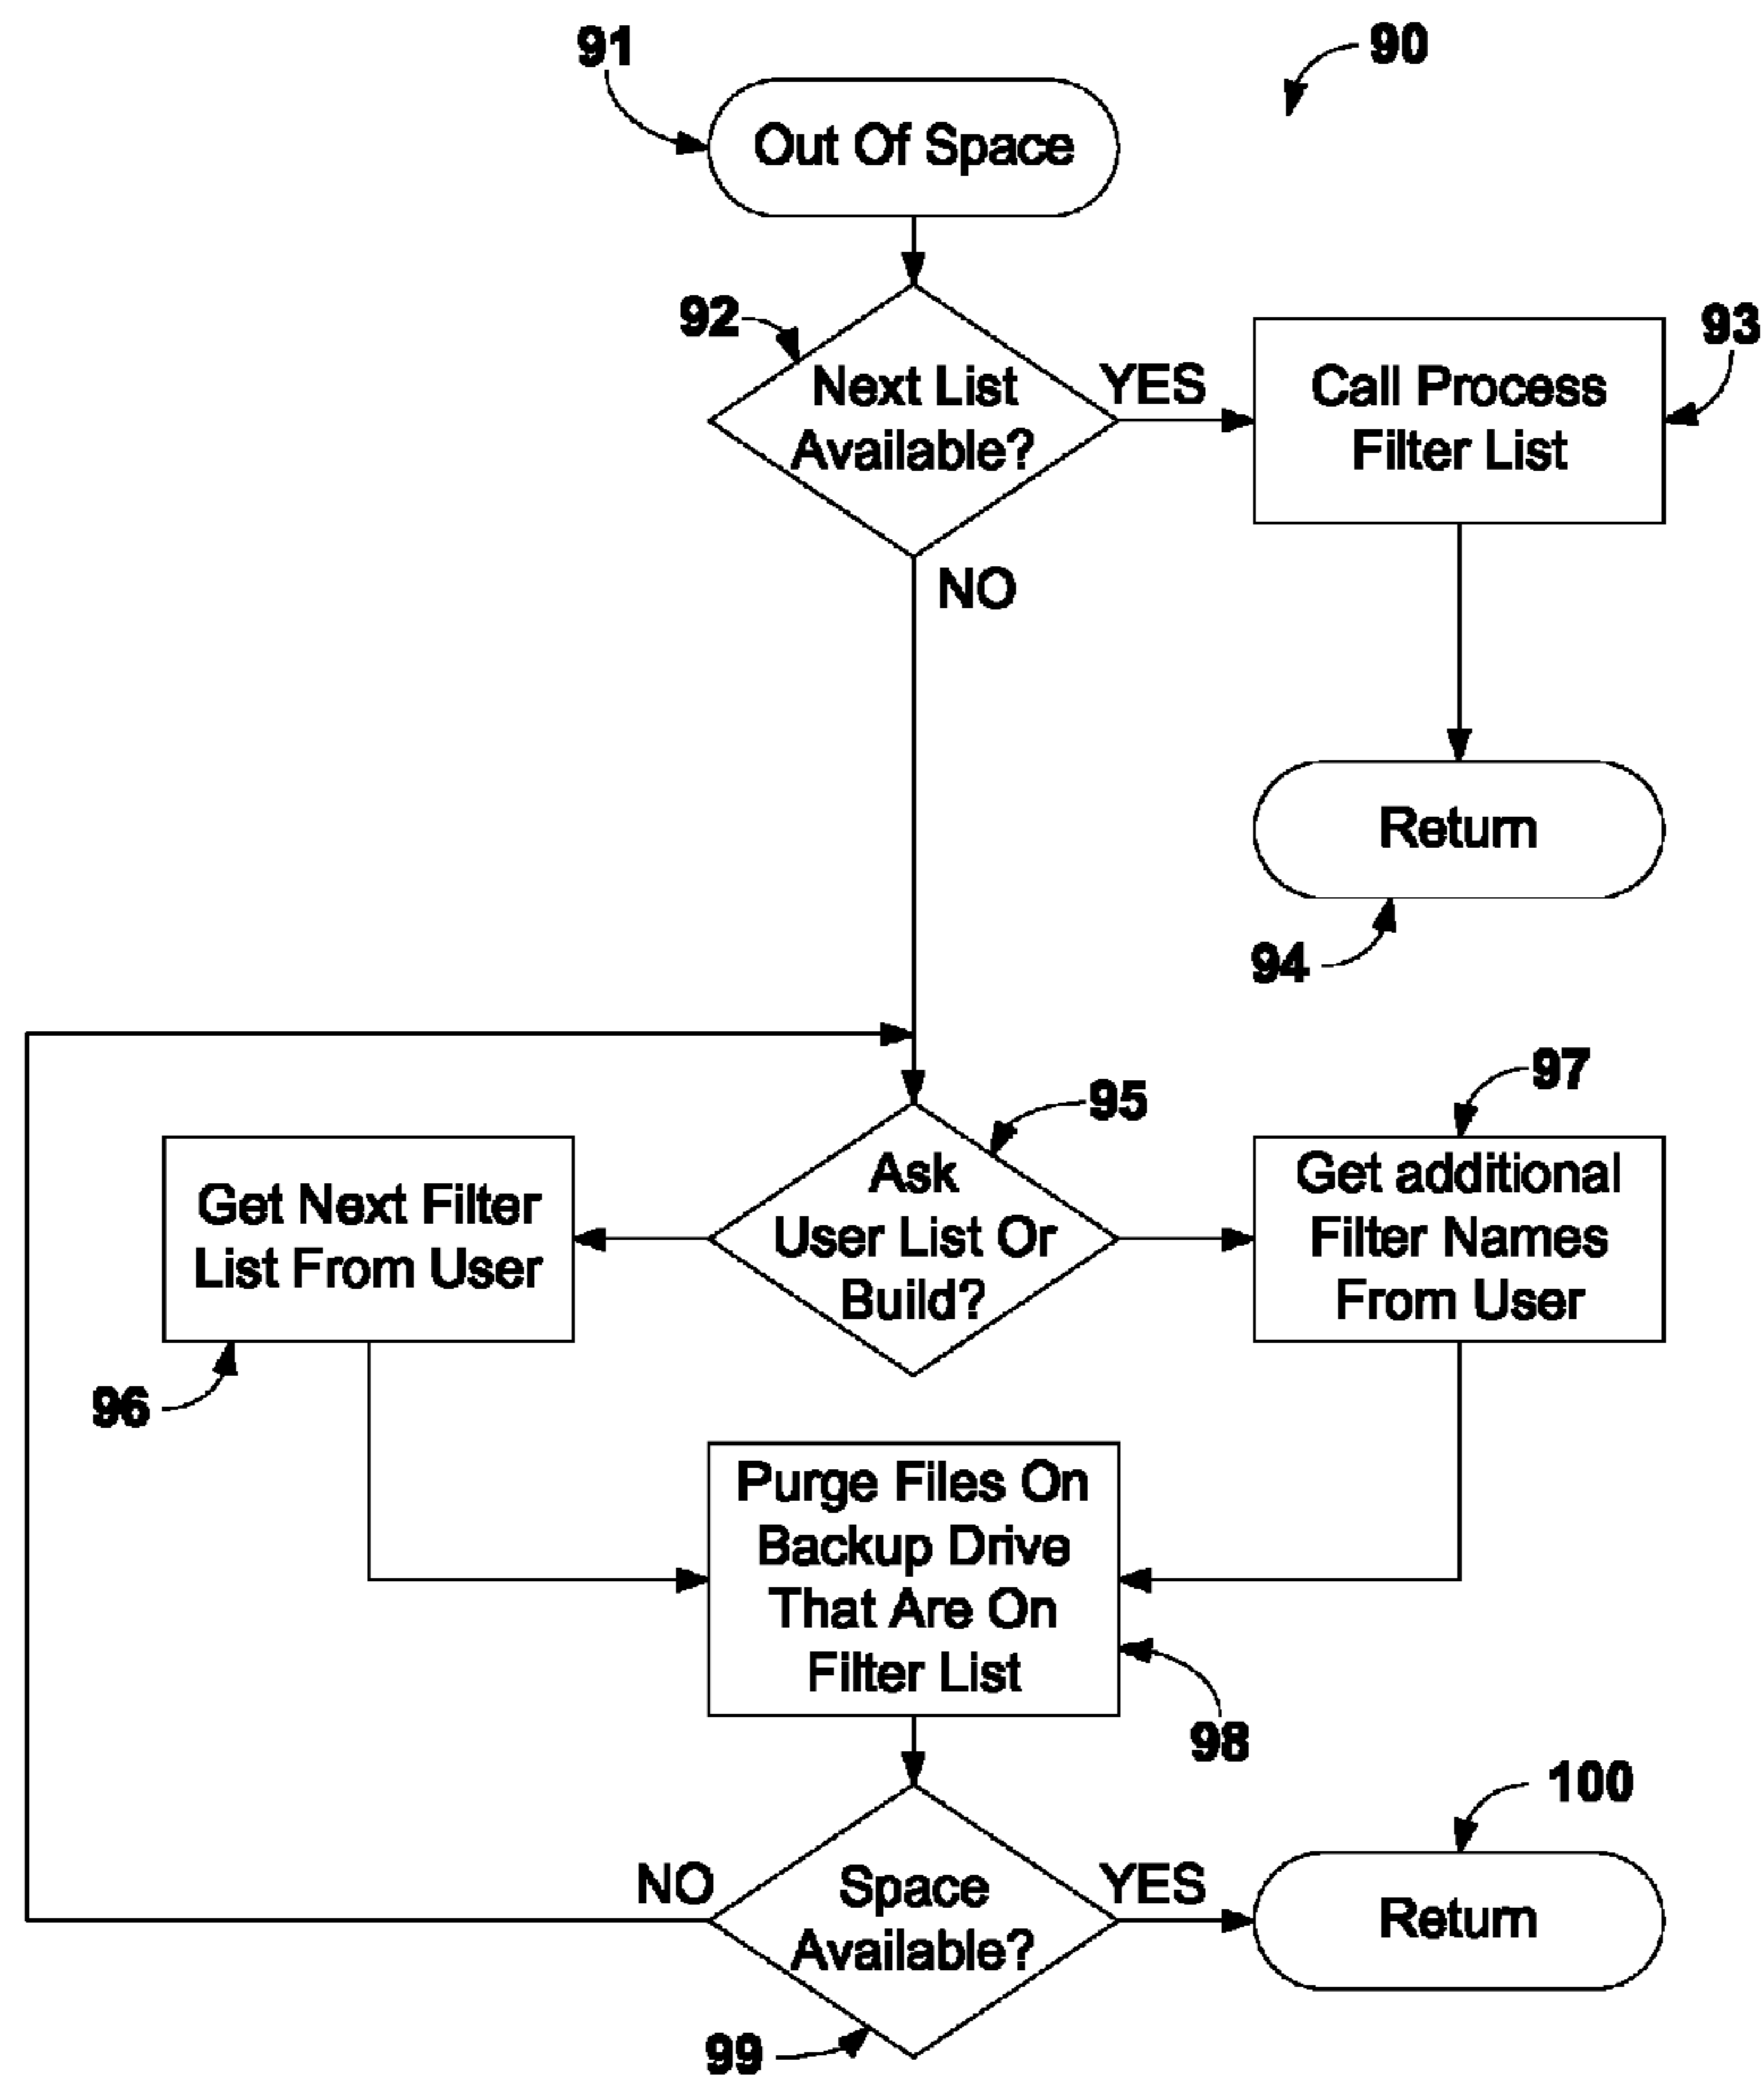 91
90
Out Of Space
92
Next List
Available?
YES
Call Process
Filter List
93
NO
Return
94
95
97
Ask
User List Or
Build?
Get Next Filter
List From User
96
Get additional
Filter Names
From User
Purge Files On
Backup Drive
That Are On
Filter List
98
100
NO
Space
Available?
YES
Return
99